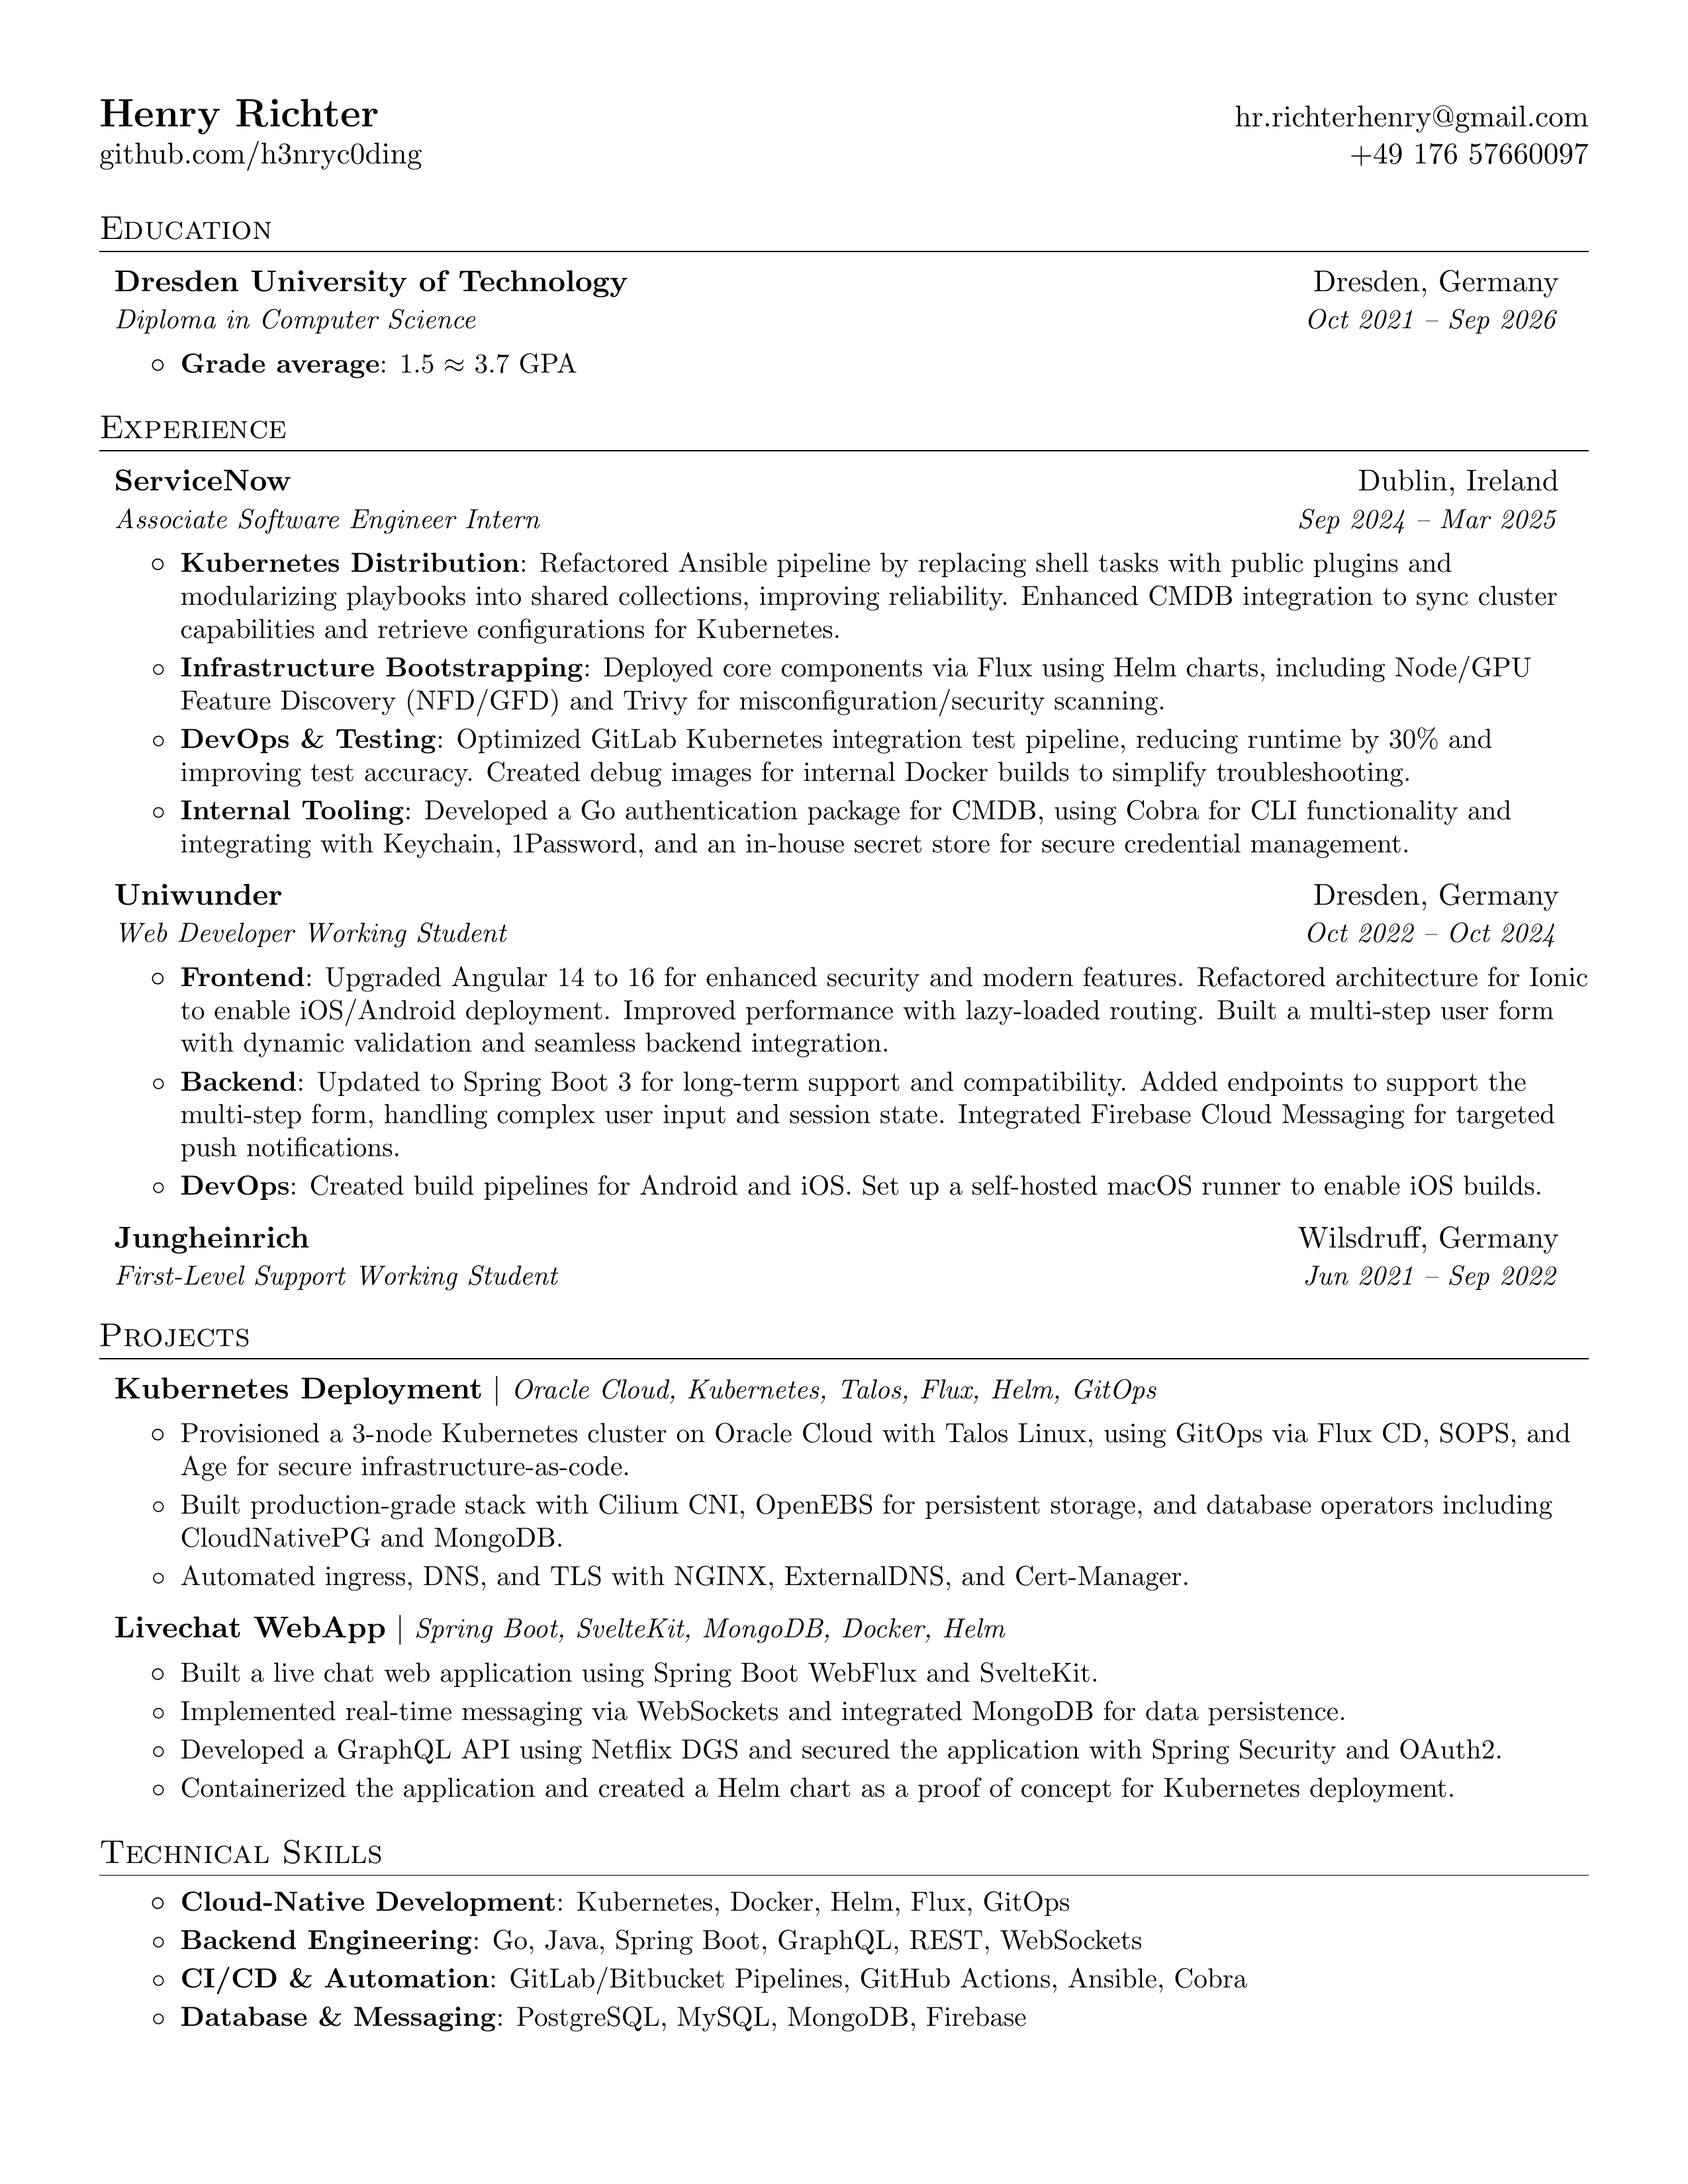 Henry Richter hr.richterhenry@gmail.com
github.com/h3nryc0ding +49 176 57660097
Education
Dresden University of Technology Dresden, Germany
Diploma in Computer Science Oct 2021 – Sep 2026
○ Grade average: 1.5 ≈ 3.7 GPA
Experience
ServiceNow Dublin, Ireland
Associate Software Engineer Intern Sep 2024 – Mar 2025
○ Kubernetes Distribution: Refactored Ansible pipeline by replacing shell tasks with public plugins and
modularizing playbooks into shared collections, improving reliability. Enhanced CMDB integration to sync cluster
capabilities and retrieve configurations for Kubernetes.
○ Infrastructure Bootstrapping: Deployed core components via Flux using Helm charts, including Node/GPU
Feature Discovery (NFD/GFD) and Trivy for misconfiguration/security scanning.
○ DevOps & Testing: Optimized GitLab Kubernetes integration test pipeline, reducing runtime by 30% and
improving test accuracy. Created debug images for internal Docker builds to simplify troubleshooting.
○ Internal Tooling: Developed a Go authentication package for CMDB, using Cobra for CLI functionality and
integrating with Keychain, 1Password, and an in-house secret store for secure credential management.
Uniwunder Dresden, Germany
Web Developer Working Student Oct 2022 – Oct 2024
○ Frontend: Upgraded Angular 14 to 16 for enhanced security and modern features. Refactored architecture for Ionic
to enable iOS/Android deployment. Improved performance with lazy-loaded routing. Built a multi-step user form
with dynamic validation and seamless backend integration.
○ Backend: Updated to Spring Boot 3 for long-term support and compatibility. Added endpoints to support the
multi-step form, handling complex user input and session state. Integrated Firebase Cloud Messaging for targeted
push notifications.
○ DevOps: Created build pipelines for Android and iOS. Set up a self-hosted macOS runner to enable iOS builds.
Jungheinrich Wilsdruff, Germany
First-Level Support Working Student Jun 2021 – Sep 2022
Projects
Kubernetes Deployment | Oracle Cloud, Kubernetes, Talos, Flux, Helm, GitOps
○ Provisioned a 3-node Kubernetes cluster on Oracle Cloud with Talos Linux, using GitOps via Flux CD, SOPS, and
Age for secure infrastructure-as-code.
○ Built production-grade stack with Cilium CNI, OpenEBS for persistent storage, and database operators including
CloudNativePG and MongoDB.
○ Automated ingress, DNS, and TLS with NGINX, ExternalDNS, and Cert-Manager.
Livechat WebApp | Spring Boot, SvelteKit, MongoDB, Docker, Helm
○ Built a live chat web application using Spring Boot WebFlux and SvelteKit.
○ Implemented real-time messaging via WebSockets and integrated MongoDB for data persistence.
○ Developed a GraphQL API using Netflix DGS and secured the application with Spring Security and OAuth2.
○ Containerized the application and created a Helm chart as a proof of concept for Kubernetes deployment.
Technical Skills
○ Cloud-Native Development: Kubernetes, Docker, Helm, Flux, GitOps
○ Backend Engineering: Go, Java, Spring Boot, GraphQL, REST, WebSockets
○ CI/CD & Automation: GitLab/Bitbucket Pipelines, GitHub Actions, Ansible, Cobra
○ Database & Messaging: PostgreSQL, MySQL, MongoDB, Firebase